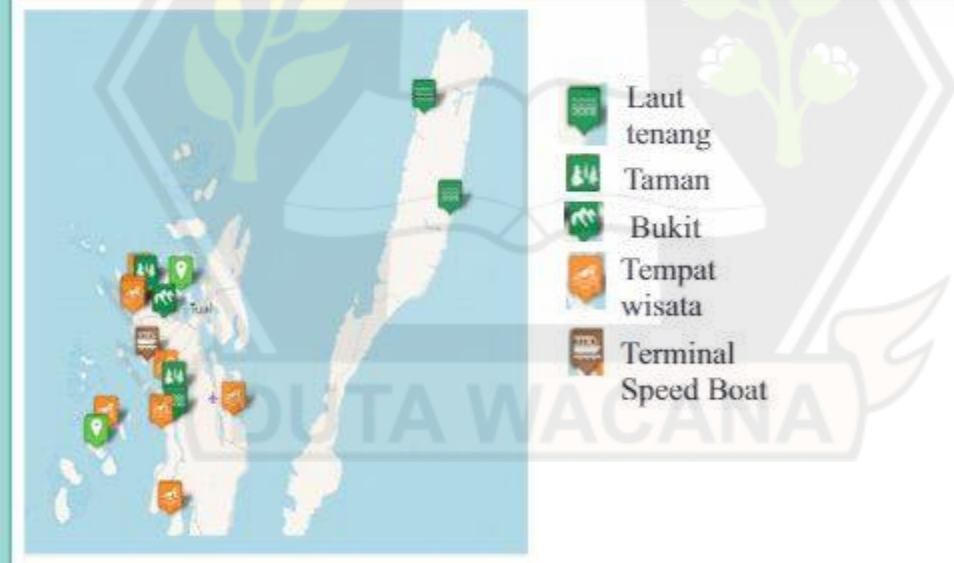 Laut
tenang
Taman
Bukit
Tempat
wisata
Terminal
Speed Boat
Tual
DUTA WACANA